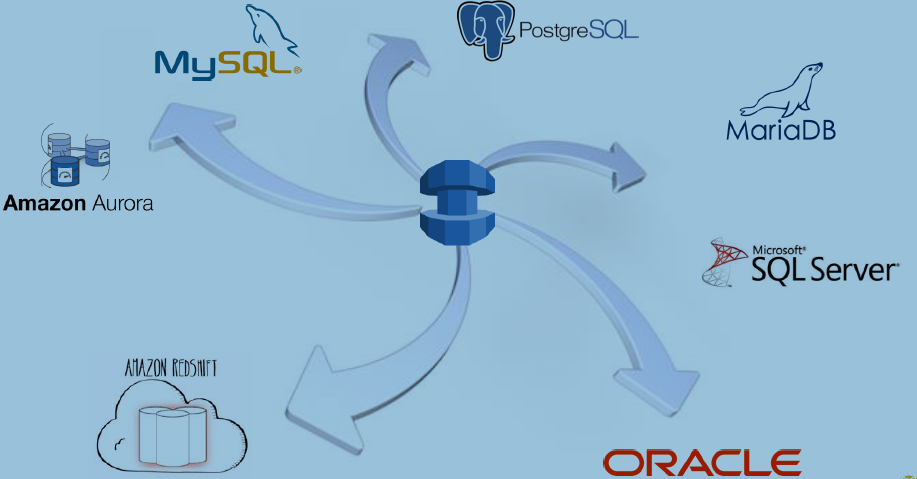 MySQL®
PostgreSQL
MariaDB
Amazon Aurora
Microsoft®
SQL Server®
AMAZON REDSHIFT
ORACLE